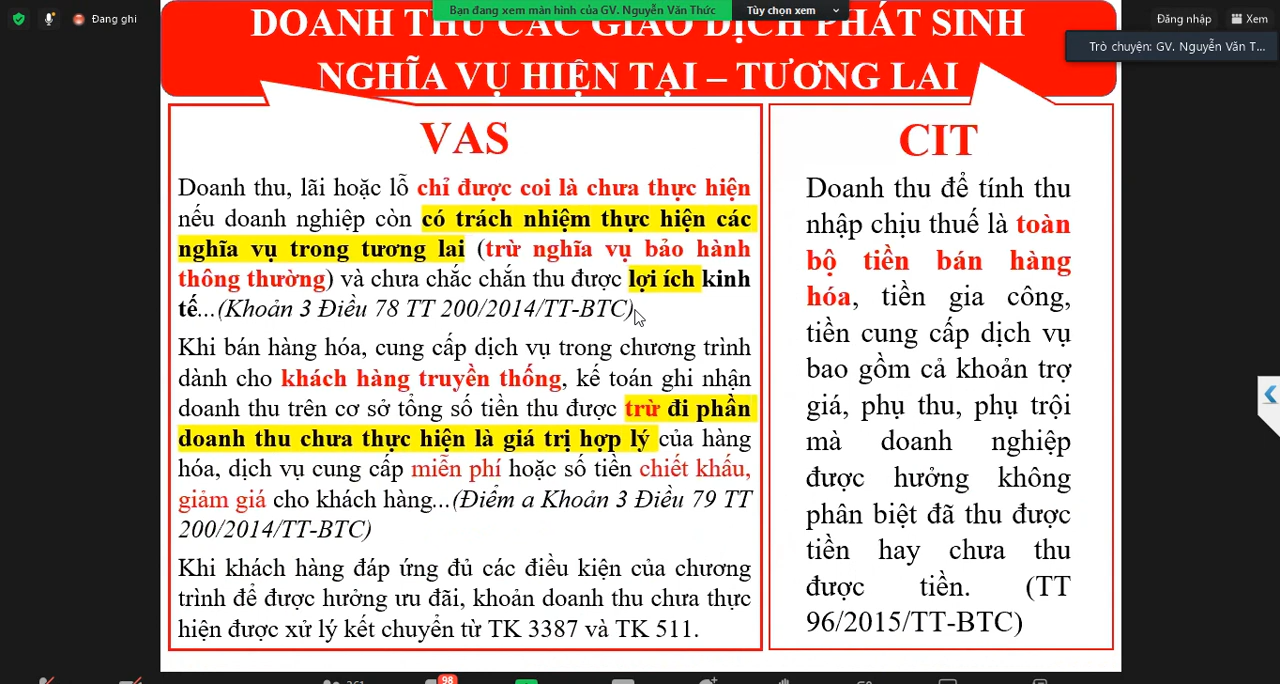 Bạn đang xem màn hình của GV. Nguyễn Văn Thức
Tùy chọn xem
Đang ghi
Đăng nhập
Xem
Trò chuyện: GV. Nguyễn Văn T...
DOANH THU CÁC GIAO DỊCH PHÁT SINH
NGHĨA VỤ HIỆN TẠI – TƯƠNG LAI
VAS
Doanh thu, lãi hoặc lỗ chỉ được coi là chưa thực hiện
nếu doanh nghiệp còn có trách nhiệm thực hiện các
nghĩa vụ trong tương lai (trừ nghĩa vụ bảo hành
thông thường) và chưa chắc chắn thu được lợi ích kinh
tế...(Khoản 3 Điều 78 TT 200/2014/TT-BTC)
Khi bán hàng hóa, cung cấp dịch vụ trong chương trình
dành cho khách hàng truyền thống, kế toán ghi nhận
doanh thu trên cơ sở tổng số tiền thu được trừ đi phần
doanh thu chưa thực hiện là giá trị hợp lý của hàng
hóa, dịch vụ cung cấp miễn phí hoặc số tiền chiết khấu,
giảm giá cho khách hàng...(Điểm a Khoản 3 Điều 79 TT
200/2014/TT-BTC)
Khi khách hàng đáp ứng đủ các điều kiện của chương
trình để được hưởng ưu đãi, khoản doanh thu chưa thực
hiện được xử lý kết chuyển từ TK 3387 và TK 511.
CIT
Doanh thu để tính thu
nhập chịu thuế là toàn
bộ tiền bán hàng
hóa, tiền gia công,
tiền cung cấp dịch vụ
bao gồm cả khoản trợ
giá, phụ thu, phụ trội
mà doanh nghiệp
được hưởng không
phân biệt đã thu được
tiền hay chưa thu
được tiền. (TT
96/2015/TT-BTC)
98